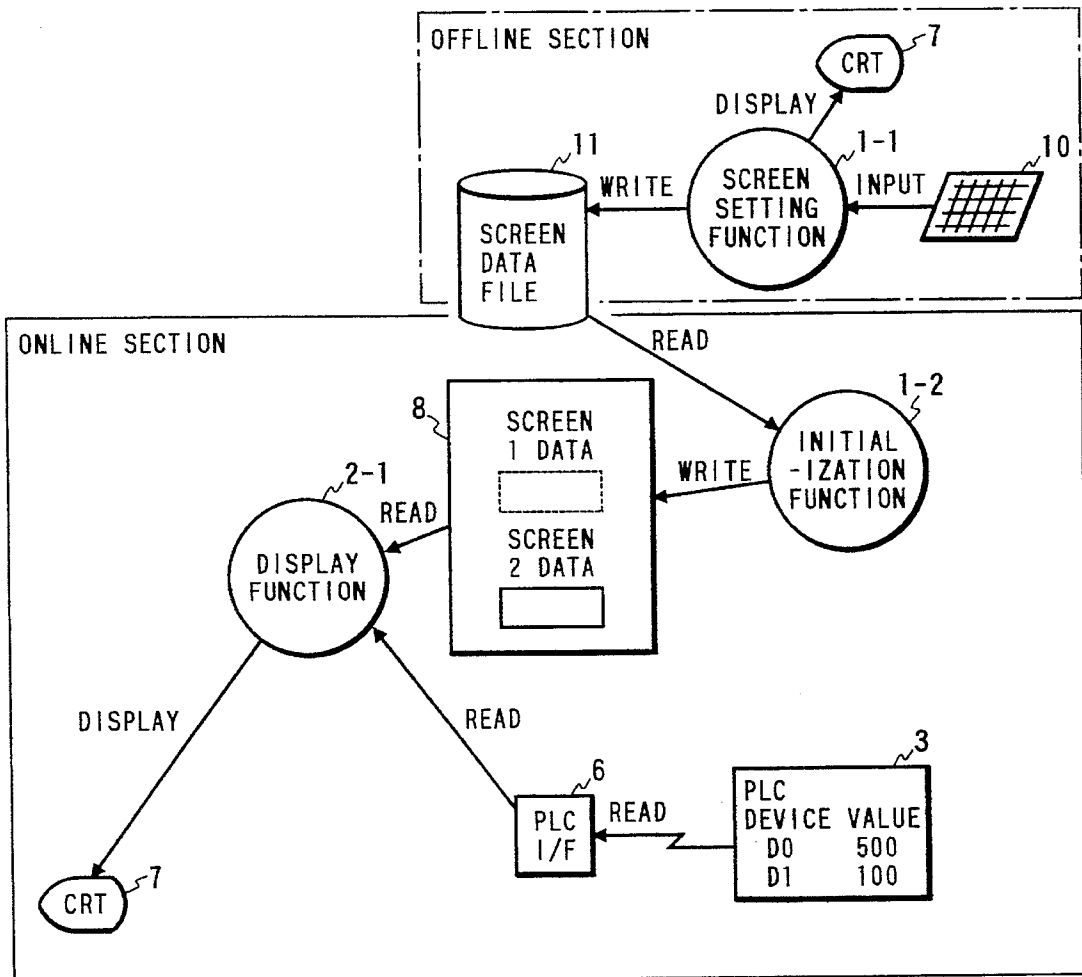 OFFLINE SECTION
7
CRT
DISPLAY
1-1
10
11
WRITE
SCREEN
SETTING
FUNCTION
INPUT
SCREEN
DATA
FILE
ONLINE SECTION
READ
1-2
8
SCREEN
1 DATA
INITIAL
-IZATION
FUNCTION
WRITE
2-1
READ
SCREEN
2 DATA
DISPLAY
FUNCTION
DISPLAY
READ
3
6
PLC
I/F
READ
PLC
DEVICE VALUE
D0 500
D1 100
7
CRT